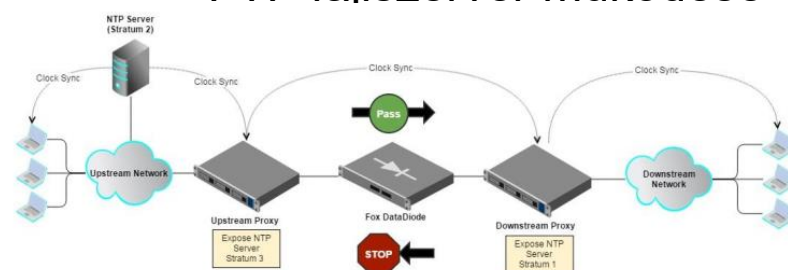 NTP Server
(Stratum 2)
Clock Sync
Clock Sync
Clock Sync
Clock Sync
Pass
Upstream Network
Downstream
Network
Upstream Proxy
Fox DataDiode
Downstream Proxy
Expose NTP
Server
Stratum 3
STOP
Expose NTP
Server
Stratum 1